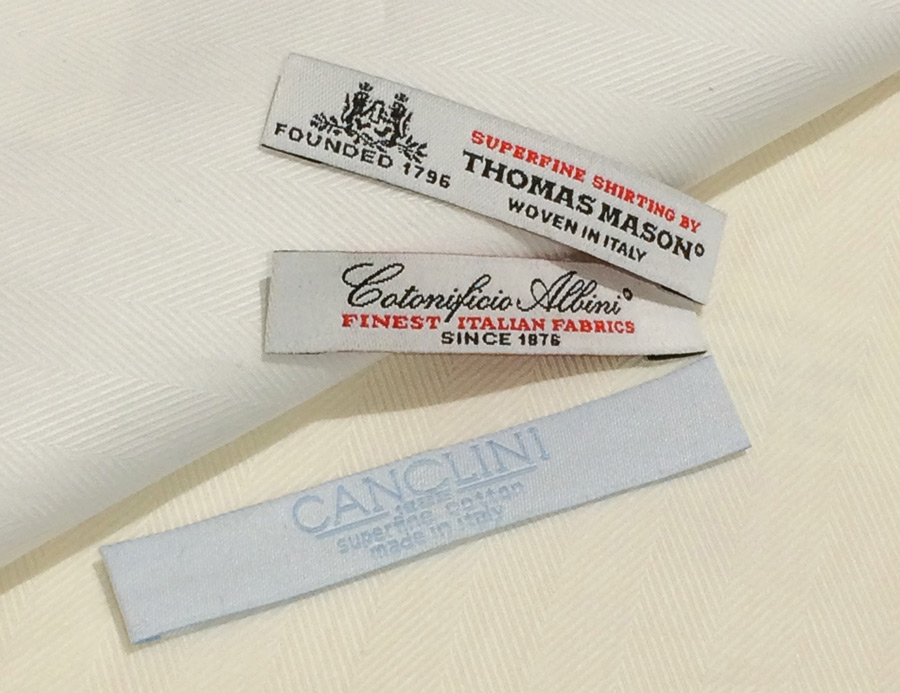 FOUNDED 1796
SUPERFINE SHIRTING BY
THOMAS MASON
WOVEN IN ITALY
Cotonificio Albini
FINEST ITALIAN FABRICS
SINCE 1876
CANCLINI
superfine cotton
made in italy